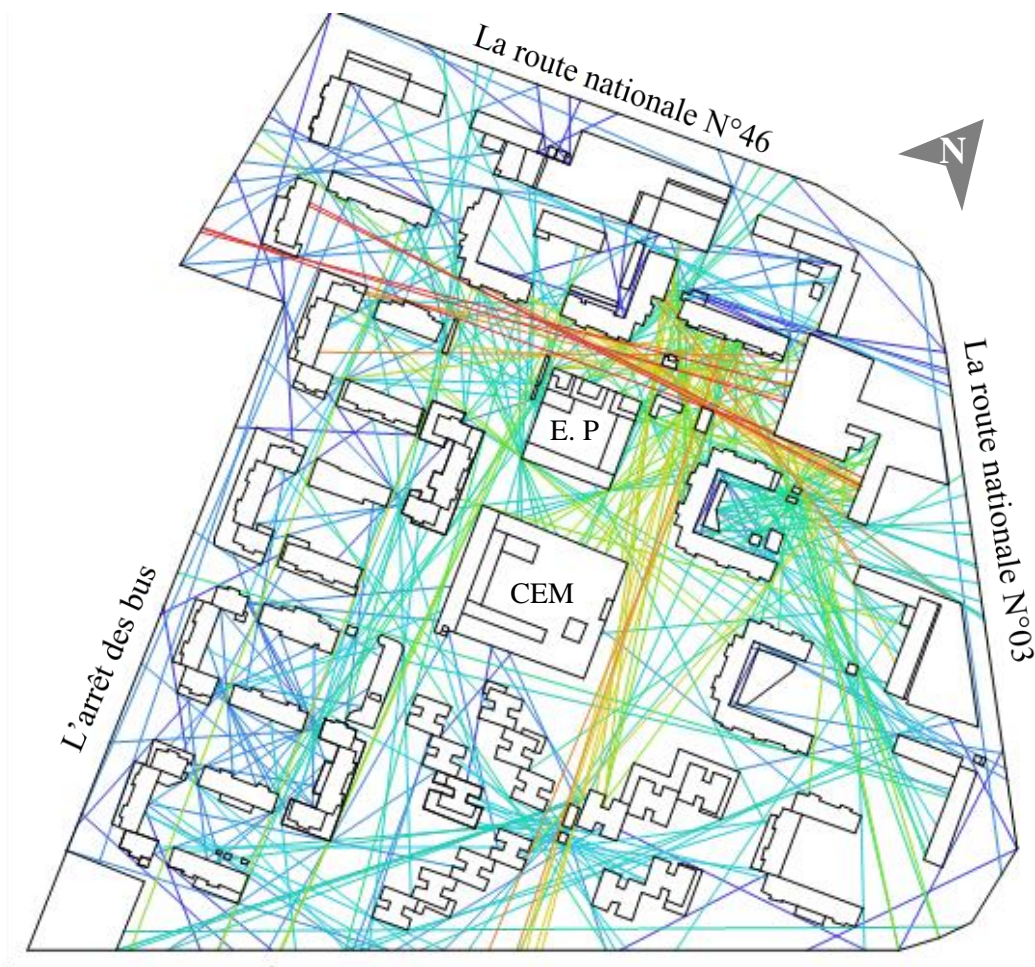 La route nationale N°46
N
E. P
La route nationale N°03
CEM
L'arrêt des bus